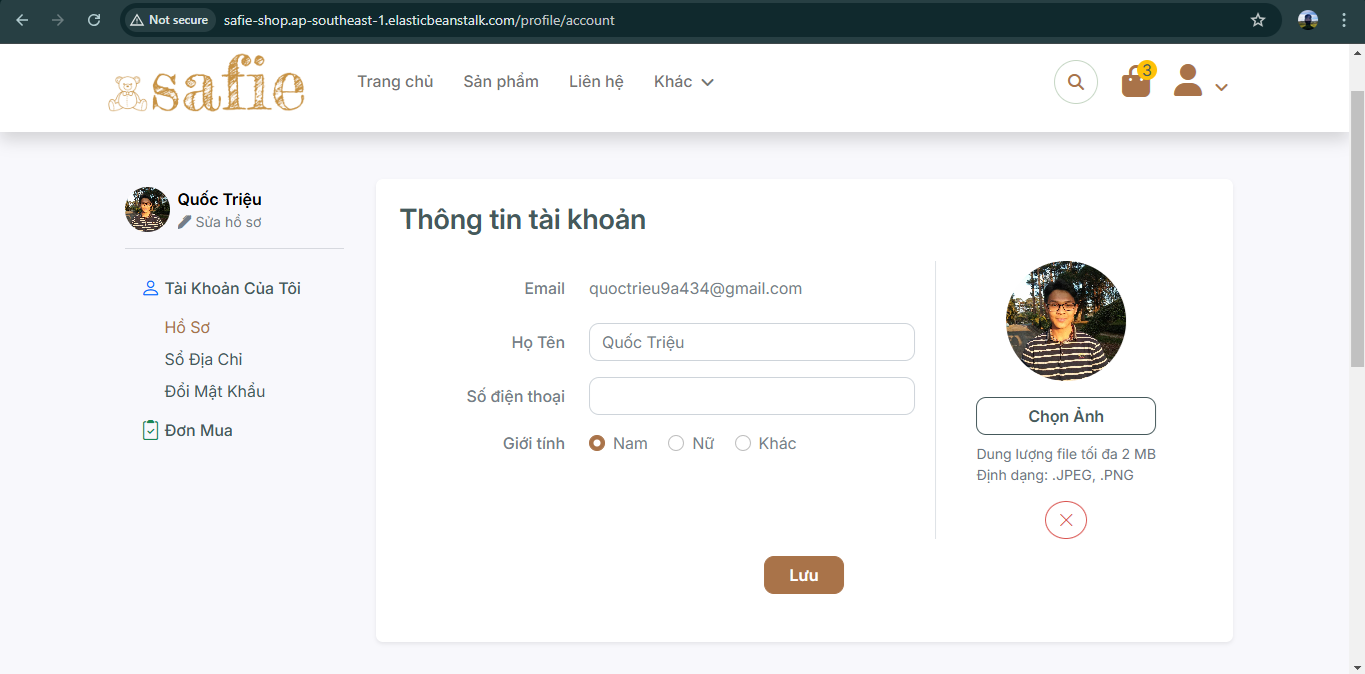 Not secure safie-shop.ap-southeast-1.elasticbeanstalk.com/profile/account
safie
Trang chủ Sản phẩm Liên hệ Khác
3
Quốc Triệu
Sửa hồ sơ
Tài Khoản Của Tôi
Hồ Sơ
Sổ Địa Chỉ
Đổi Mật Khẩu
Đơn Mua
Thông tin tài khoản
Email quoctrieu9a434@gmail.com
Họ Tên Quốc Triệu
Số điện thoại
Giới tính Nam Nữ Khác
Chọn Ảnh
Dung lượng file tối đa 2 MB
Định dạng: .JPEG, .PNG
Lưu